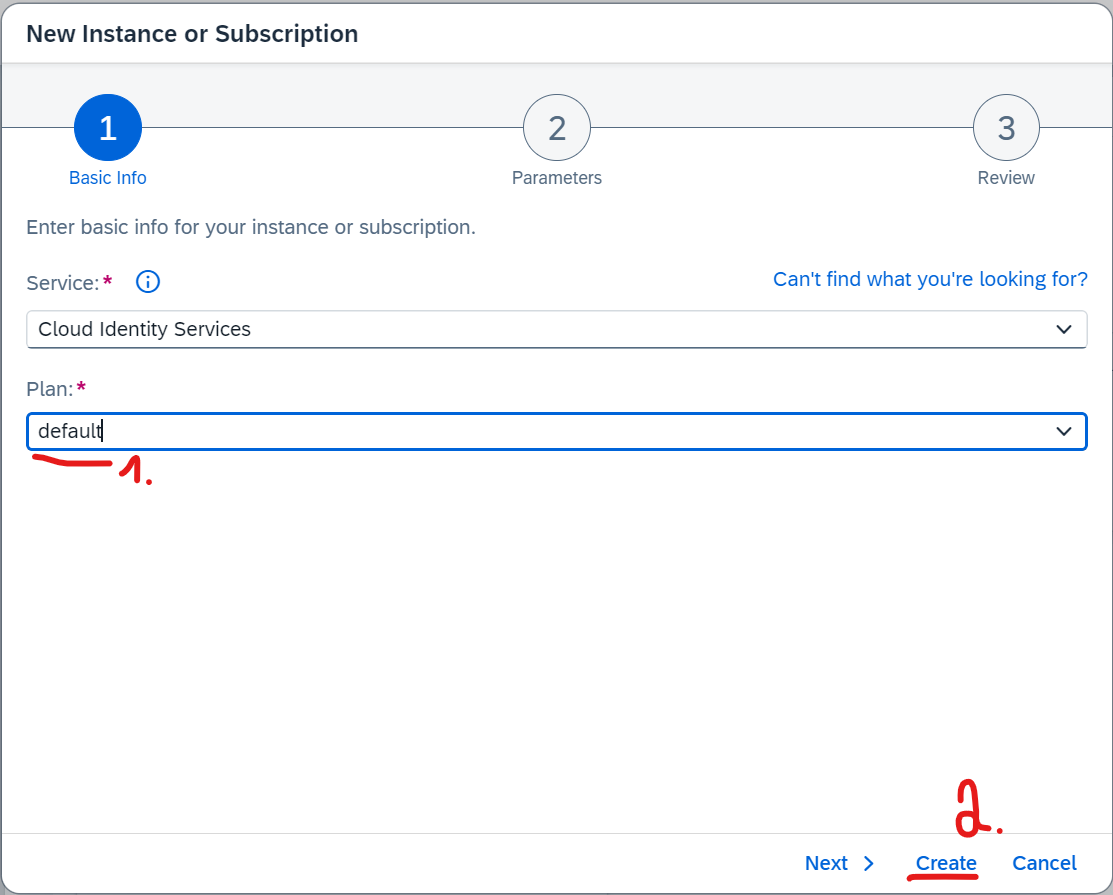 New Instance or Subscription
1 2 3
Basic Info Parameters Review
Enter basic info for your instance or subscription.
Service:* Can't find what you're looking for?
Cloud Identity Services
Plan:*
default
1.
2.
Next Create Cancel